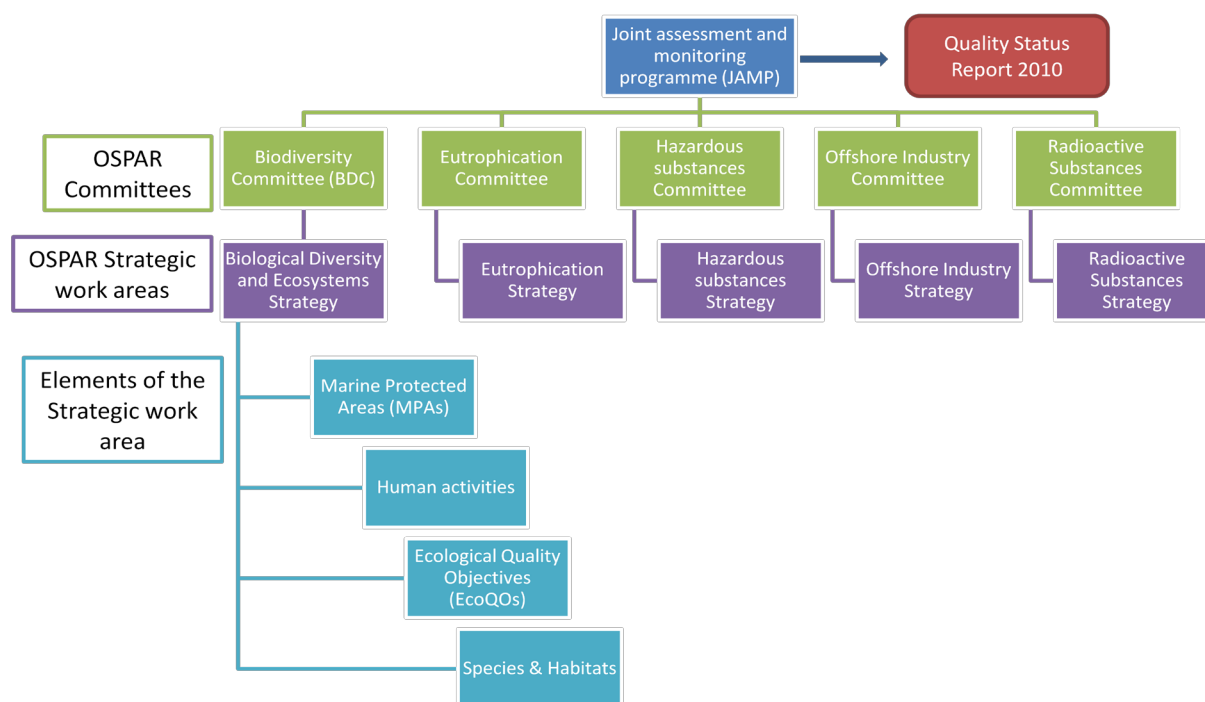 Joint assessment and
monitoring
programme (JAMP)
Quality Status
Report 2010
OSPAR
Committees
Biodiversity
Committee (BDC)
Eutrophication
Committee
Hazardous
substances
Committee
Offshore Industry
Committee
Radioactive
Substances
Committee
OSPAR Strategic
work areas
Biological Diversity
and Ecosystems
Strategy
Eutrophication
Strategy
Hazardous
substances
Strategy
Offshore Industry
Strategy
Radioactive
Substances
Strategy
Elements of the
Strategic work
area
Marine Protected
Areas (MPAs)
Human activities
Ecological Quality
Objectives
(EcoQOs)
Species & Habitats